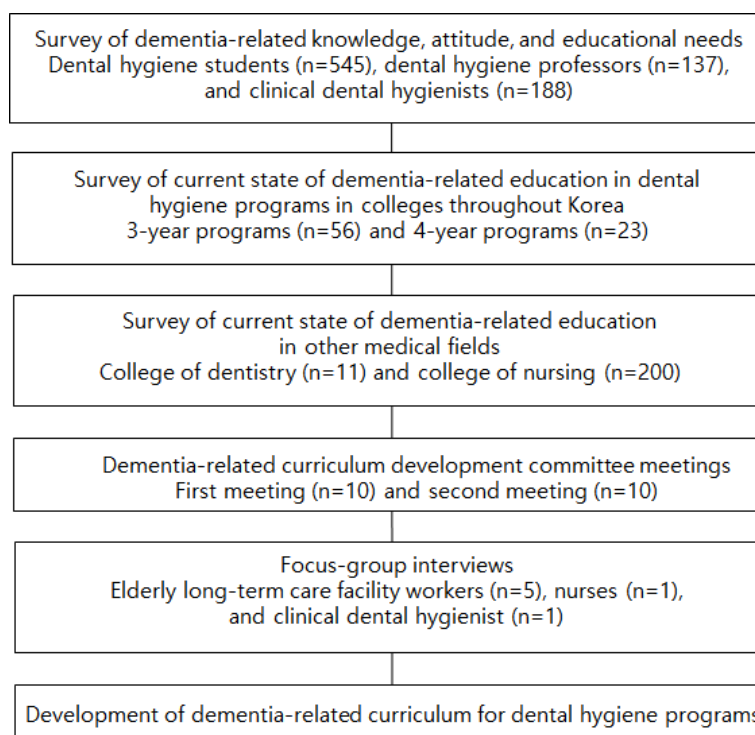 Survey of dementia-related knowledge, attitude, and educational needs
Dental hygiene students (n=545), dental hygiene professors (n=137),
and clinical dental hygienists (n=188)
Survey of current state of dementia-related education in dental
hygiene programs in colleges throughout Korea
3-year programs (n=56) and 4-year programs (n=23)
Survey of current state of dementia-related education
in other medical fields
College of dentistry (n=11) and college of nursing (n=200)
Dementia-related curriculum development committee meetings
First meeting (n=10) and second meeting (n=10)
Focus-group interviews
Elderly long-term care facility workers (n=5), nurses (n=1),
and clinical dental hygienist (n=1)
Development of dementia-related curriculum for dental hygiene programs